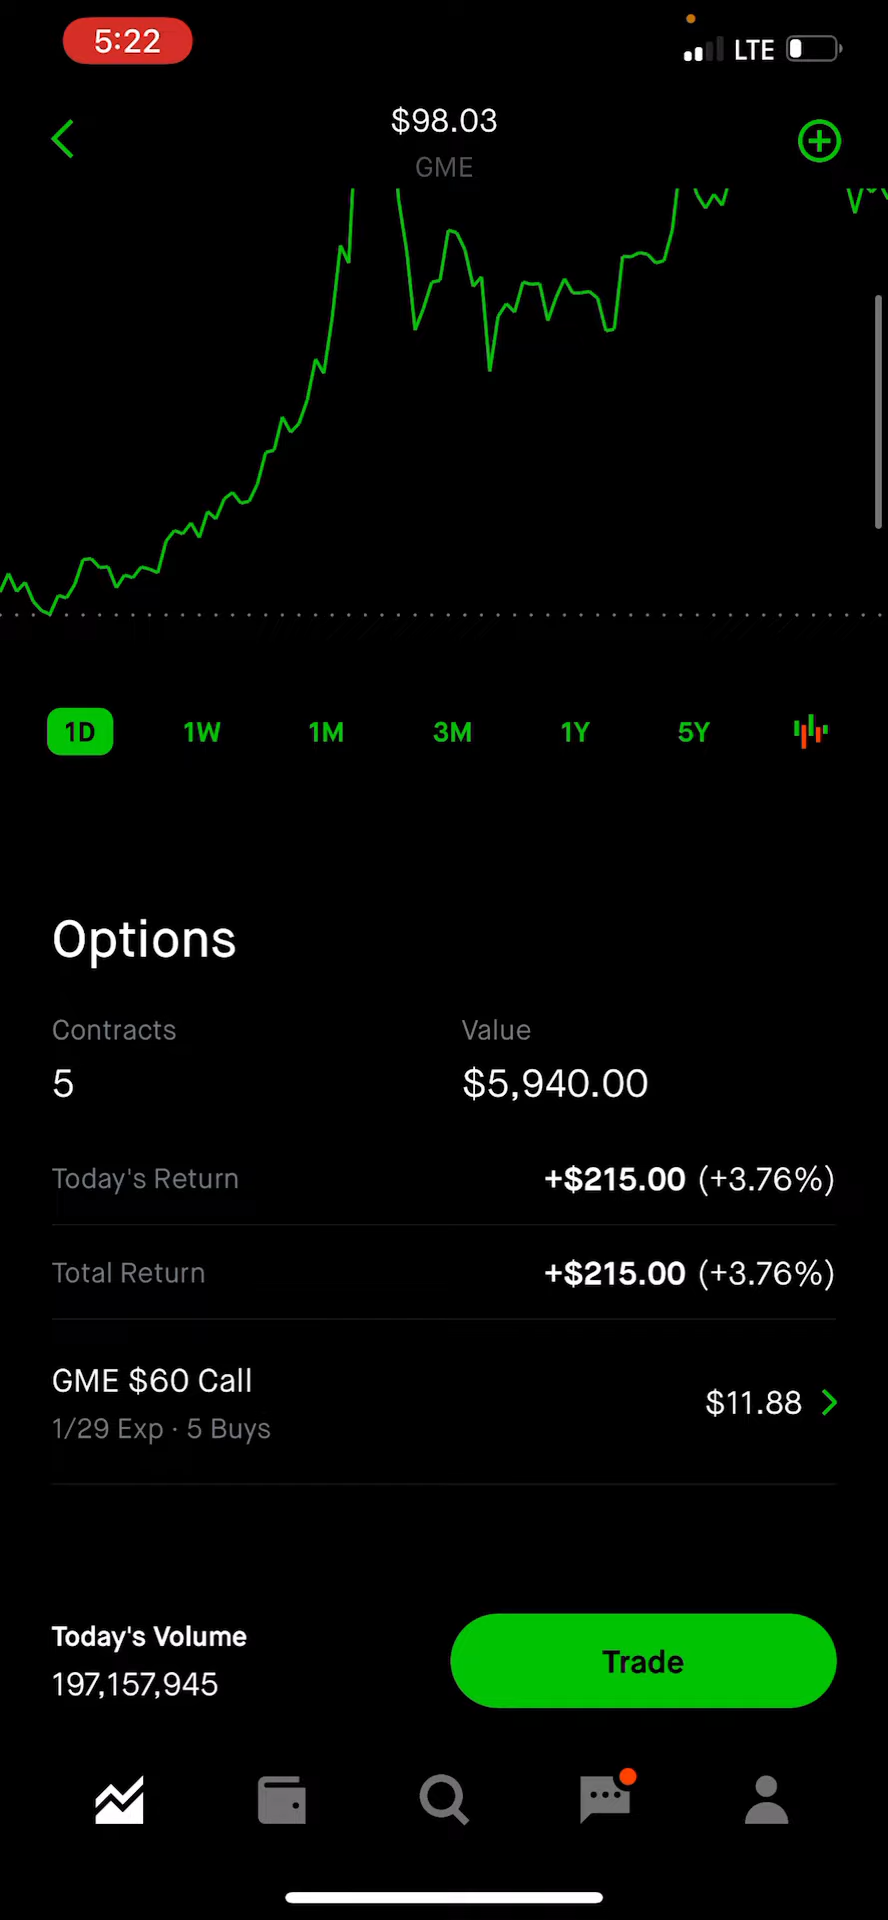 5:22
LTE
$98.03
GME
1D 1W 1M 3M 1Y 5Y
Options
Contracts Value
5 $5,940.00
Today's Return +$215.00 (+3.76%)
Total Return +$215.00 (+3.76%)
GME $60 Call
$11.88
1/29 Exp · 5 Buys
Today's Volume
197,157,945
Trade